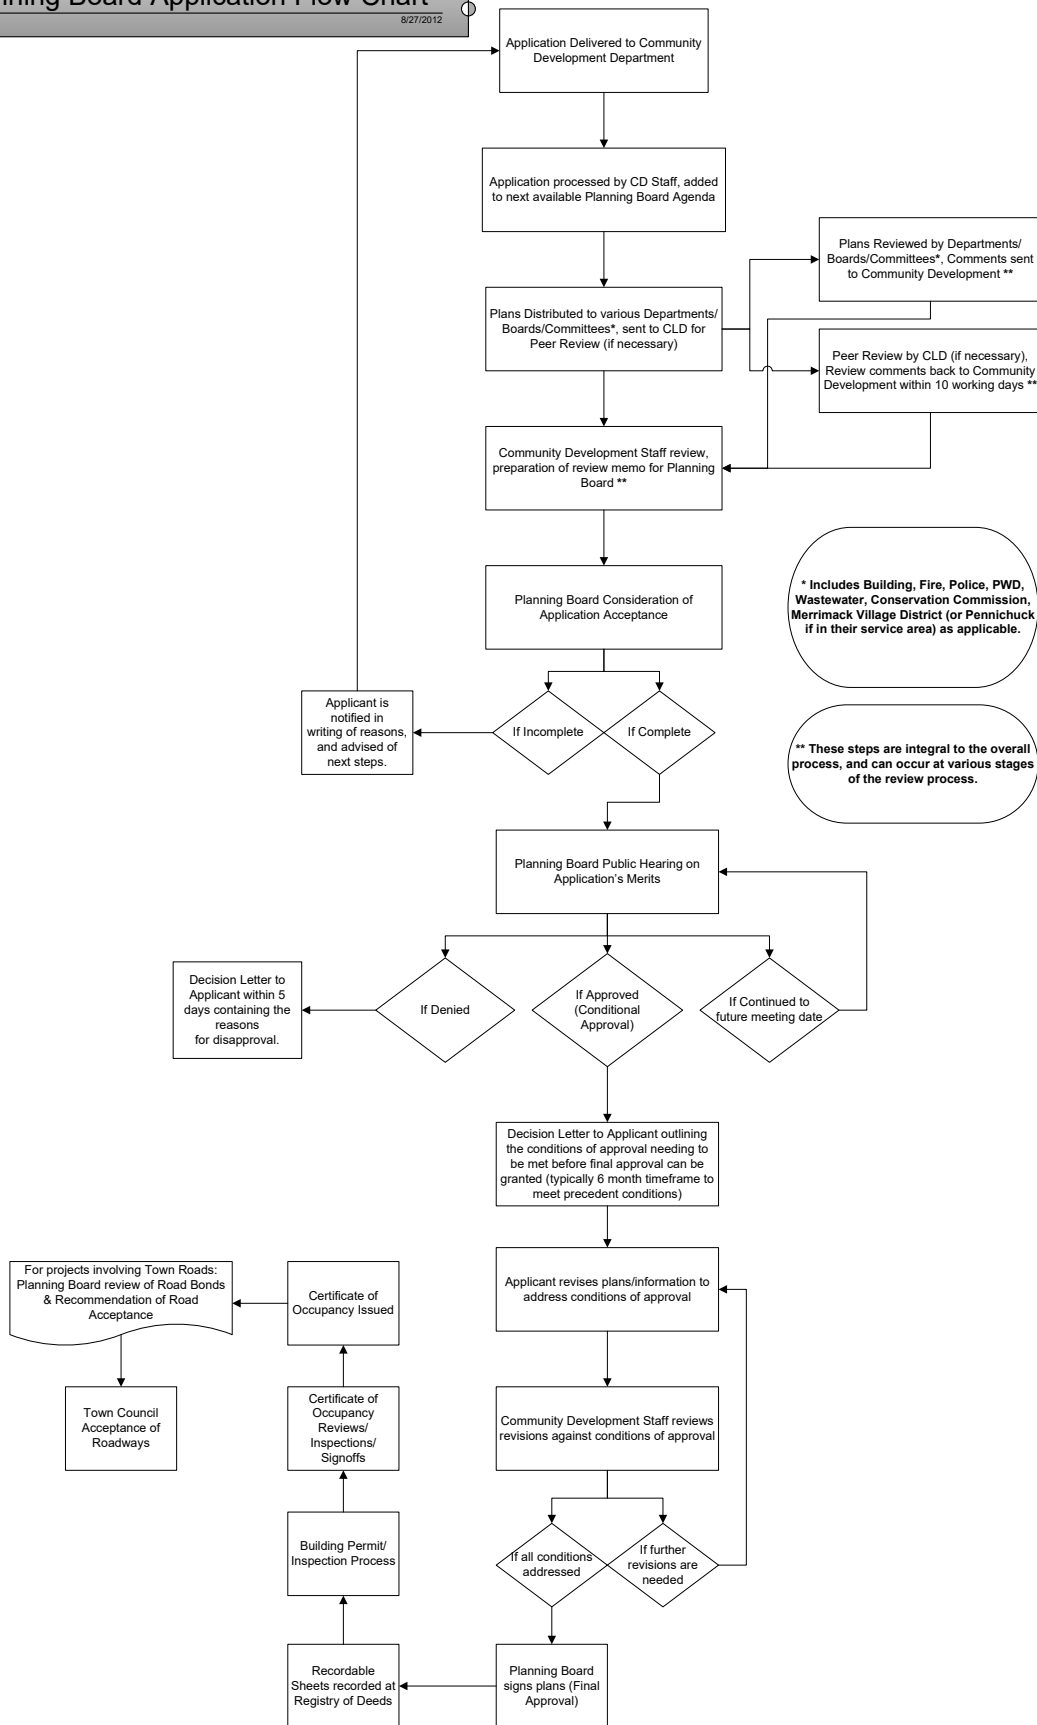 Board Application Flow Chart
8/27/2012
Application Delivered to Community
Development Department
Application processed by CD Staff, added
to next available Planning Board Agenda
Plans Distributed to various Departments/
Boards/Committees*, sent to CLD for
Peer Review (if necessary)
Plans Reviewed by Departments/
Boards/Committees*, Comments sent
to Community Development **
Peer Review by CLD (if necessary),
Review comments back to Community
Development within 10 working days **
Community Development Staff review,
preparation of review memo for Planning
Board **
Planning Board Consideration of
Application Acceptance
* Includes Building, Fire, Police, PWD,
Wastewater, Conservation Commission,
Merrimack Village District (or Pennichuck
if in their service area) as applicable.
Applicant is
notified in
writing of reasons,
and advised of
next steps.
If Incomplete
If Complete
** These steps are integral to the overall
process, and can occur at various stages
of the review process.
Planning Board Public Hearing on
Application’s Merits
Decision Letter to
Applicant within 5
days containing the
reasons
for disapproval.
If Denied
If Approved
(Conditional
Approval)
If Continued to
future meeting date
Decision Letter to Applicant outlining
the conditions of approval needing to
be met before final approval can be
granted (typically 6 month timeframe to
meet precedent conditions)
For projects involving Town Roads:
Planning Board review of Road Bonds
& Recommendation of Road
Acceptance
Certificate of
Occupancy Issued
Applicant revises plans/information to
address conditions of approval
Town Council
Acceptance of
Roadways
Certificate of
Occupancy
Reviews/
Inspections/
Signoffs
Community Development Staff reviews
revisions against conditions of approval
Building Permit/
Inspection Process
If all conditions
addressed
If further
revisions are
needed
Recordable
Sheets recorded at
Registry of Deeds
Planning Board
signs plans (Final
Approval)